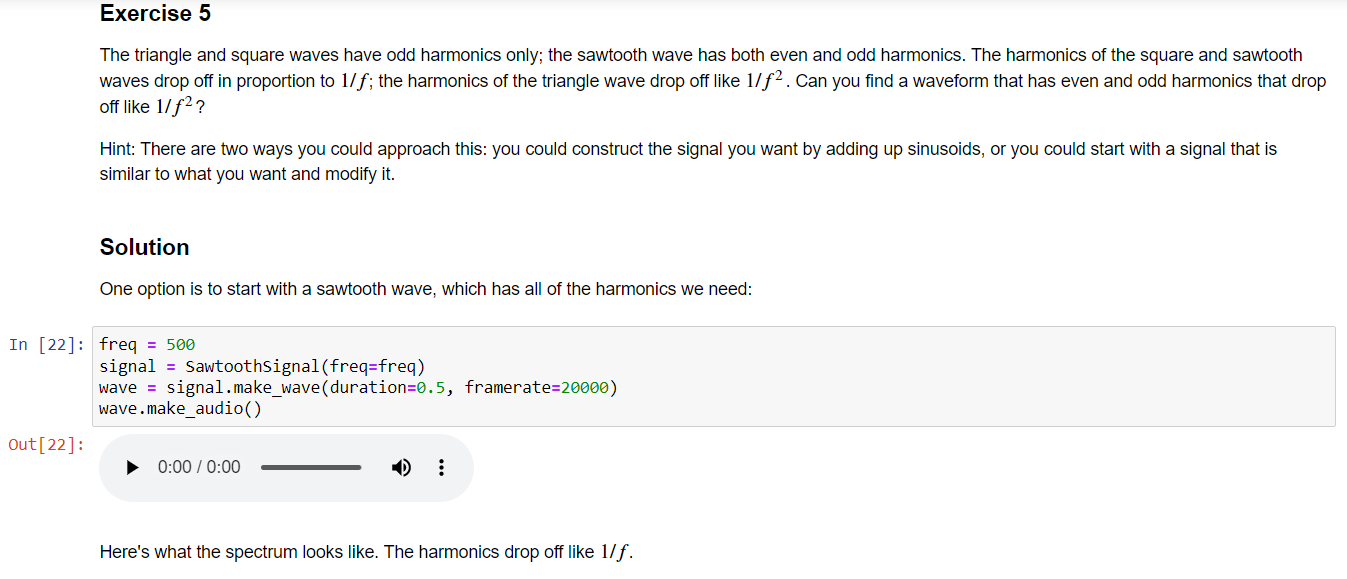 Exercise 5
The triangle and square waves have odd harmonics only; the sawtooth wave has both even and odd harmonics. The harmonics of the square and sawtooth
waves drop off in proportion to 1/f; the harmonics of the triangle wave drop off like 1/f². Can you find a waveform that has even and odd harmonics that drop
off like 1/f²?
Hint: There are two ways you could approach this: you could construct the signal you want by adding up sinusoids, or you could start with a signal that is
similar to what you want and modify it.
Solution
One option is to start with a sawtooth wave, which has all of the harmonics we need:
In [22]: freq = 500
signal = SawtoothSignal(freq=freq)
wave = signal.make_wave(duration=0.5, framerate=20000)
wave.make_audio()
Out[22]:
0:00 / 0:00
Here's what the spectrum looks like. The harmonics drop off like 1/f.